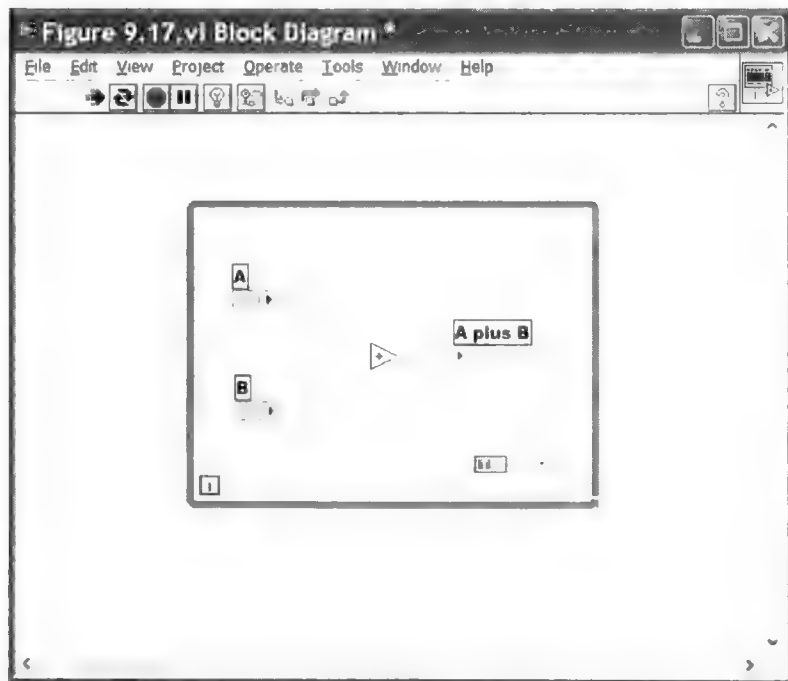 Figure 9.17.vi Block Diagram *
File Edit View Project Operate Tools Window Help
A
A plus B
B
i